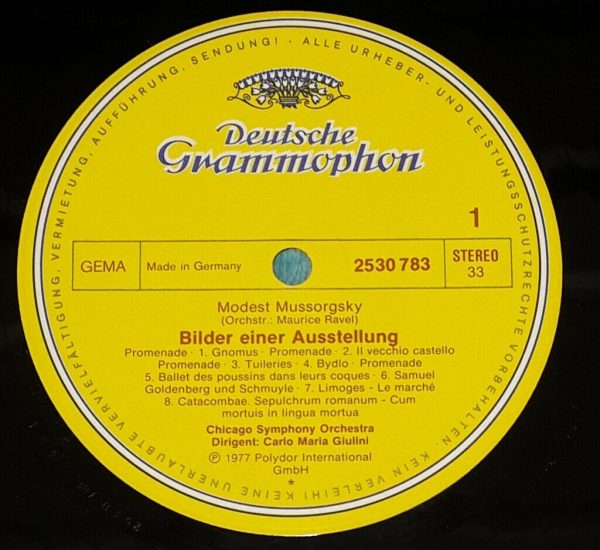 ALLE URHEBER- UND LEISTUNGSSCHUTZRECHTE VORBEHALTEN · KEIN VERLEIH! KEINE UNERLAUBTE VERVIELFÄLTIGUNG, VERMIETUNG, AUFFÜHRUNG, SENDUNG! ·
Deutsche
Grammophon
1
GEMA Made in Germany 2530 783 STEREO
33
Modest Mussorgsky
(Orchstr.: Maurice Ravel)
Bilder einer Ausstellung
Promenade · 1. Gnomus · Promenade · 2. Il vecchio castello
Promenade · 3. Tuileries · 4. Bydlo · Promenade
5. Ballet des poussins dans leurs coques · 6. Samuel
Goldenberg und Schmuyle · 7. Limoges - Le marché
8. Catacombae. Sepulchrum romanum - Cum
mortuis in lingua mortua
Chicago Symphony Orchestra
Dirigent: Carlo Maria Giulini
Ⓟ 1977 Polydor International
GmbH
*